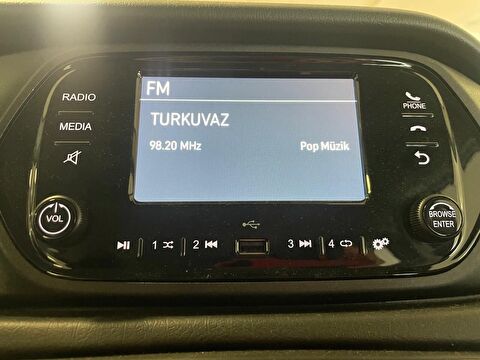 FM
RADIO
PHONE
TURKUVAZ
MEDIA
98.20 MHz Pop Müzik
VOL
BROWSE
ENTER
1 2 3 4